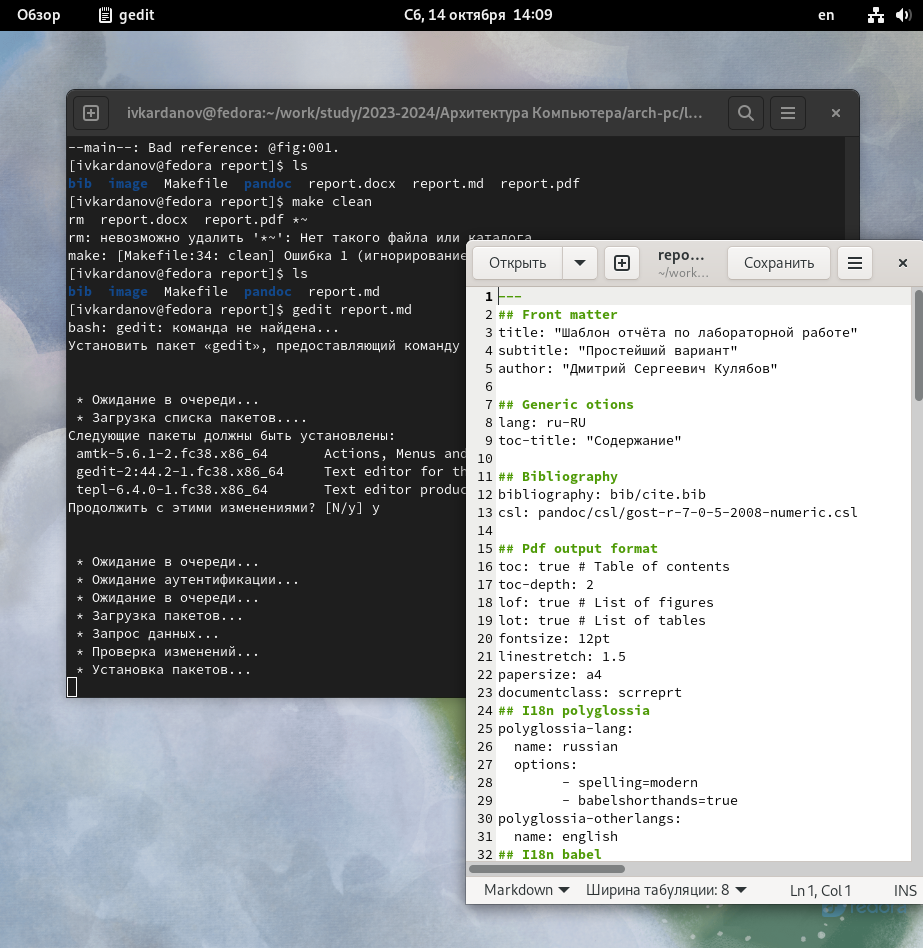 Обзор gedit Сб, 14 октября 14:09 en
ivkardanov@fedora:~/work/study/2023-2024/Архитектура Компьютера/arch-pc/l...
--main--: Bad reference: @fig:001.
[ivkardanov@fedora report]$ ls
bib image Makefile pandoc report.docx report.md report.pdf
[ivkardanov@fedora report]$ make clean
rm report.docx report.pdf *~
rm: невозможно удалить '*~': Нет такого файла или каталога
make: [Makefile:34: clean] Ошибка 1 (игнорирование
[ivkardanov@fedora report]$ ls
bib image Makefile pandoc report.md
[ivkardanov@fedora report]$ gedit report.md
bash: gedit: команда не найдена...
Установить пакет «gedit», предоставляющий команду
* Ожидание в очереди...
* Загрузка списка пакетов....
Следующие пакеты должны быть установлены:
amtk-5.6.1-2.fc38.x86_64 Actions, Menus and
gedit-2:44.2-1.fc38.x86_64 Text editor for th
tepl-6.4.0-1.fc38.x86_64 Text editor produc
Продолжить с этими изменениями? [N/y] y
* Ожидание в очереди...
* Ожидание аутентификации...
* Ожидание в очереди...
* Загрузка пакетов...
* Запрос данных...
* Проверка изменений...
* Установка пакетов...
Открыть repo... Сохранить
~/work...
1 ---
2 ## Front matter
3 title: "Шаблон отчёта по лабораторной работе"
4 subtitle: "Простейший вариант"
5 author: "Дмитрий Сергеевич Кулябов"
6
7 ## Generic otions
8 lang: ru-RU
9 toc-title: "Содержание"
10
11 ## Bibliography
12 bibliography: bib/cite.bib
13 csl: pandoc/csl/gost-r-7-0-5-2008-numeric.csl
14
15 ## Pdf output format
16 toc: true # Table of contents
17 toc-depth: 2
18 lof: true # List of figures
19 lot: true # List of tables
20 fontsize: 12pt
21 linestretch: 1.5
22 papersize: a4
23 documentclass: scrreprt
24 ## I18n polyglossia
25 polyglossia-lang:
26 name: russian
27 options:
28 - spelling=modern
29 - babelshorthands=true
30 polyglossia-otherlangs:
31 name: english
32 ## I18n babel
Markdown Ширина табуляции: 8 Ln 1, Col 1 INS